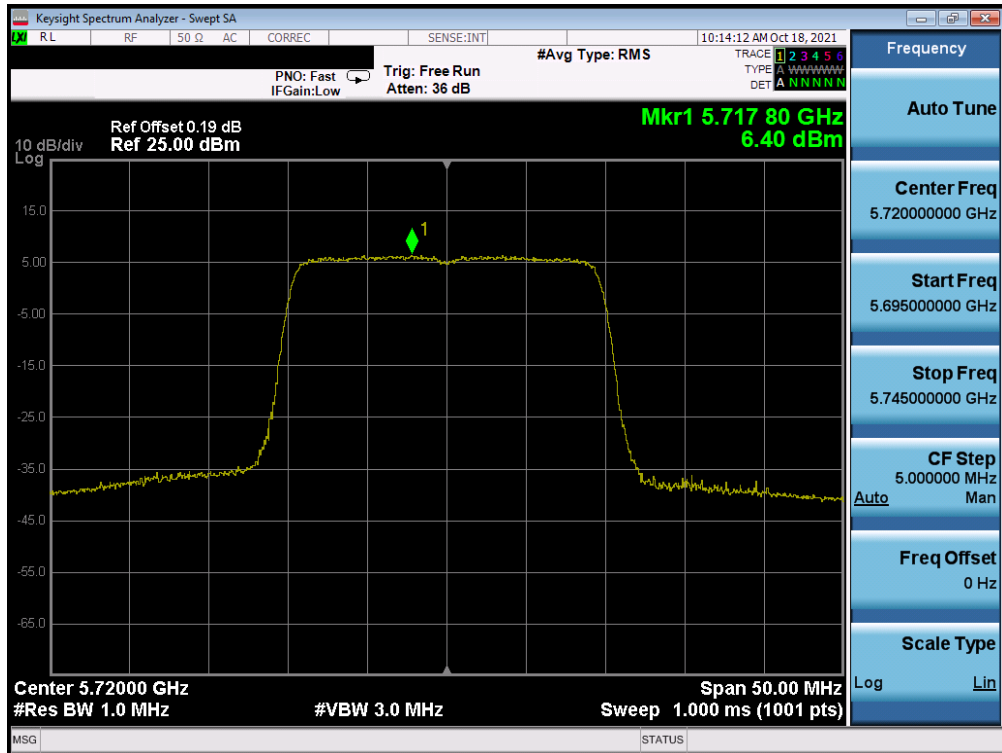 Keysight Spectrum Analyzer - Swept SA
LXI RL RF 50 Ω AC CORREC SENSE:INT 10:14:12 AM Oct 18, 2021
#Avg Type: RMS TRACE 1 2 3 4 5 6
PNO: Fast Trig: Free Run TYPE A WWWWW
IFGain:Low Atten: 36 dB DET A N N N N N
Mkr1 5.717 80 GHz
Ref Offset 0.19 dB
10 dB/div Ref 25.00 dBm 6.40 dBm
Log
1
15.0
5.00
-5.00
-15.0
-25.0
-35.0
-45.0
-55.0
-65.0
Center 5.72000 GHz Span 50.00 MHz
#Res BW 1.0 MHz #VBW 3.0 MHz Sweep 1.000 ms (1001 pts)
MSG STATUS
Frequency
Auto Tune
Center Freq
5.720000000 GHz
Start Freq
5.695000000 GHz
Stop Freq
5.745000000 GHz
CF Step
5.000000 MHz
Auto Man
Freq Offset
0 Hz
Scale Type
Log Lin